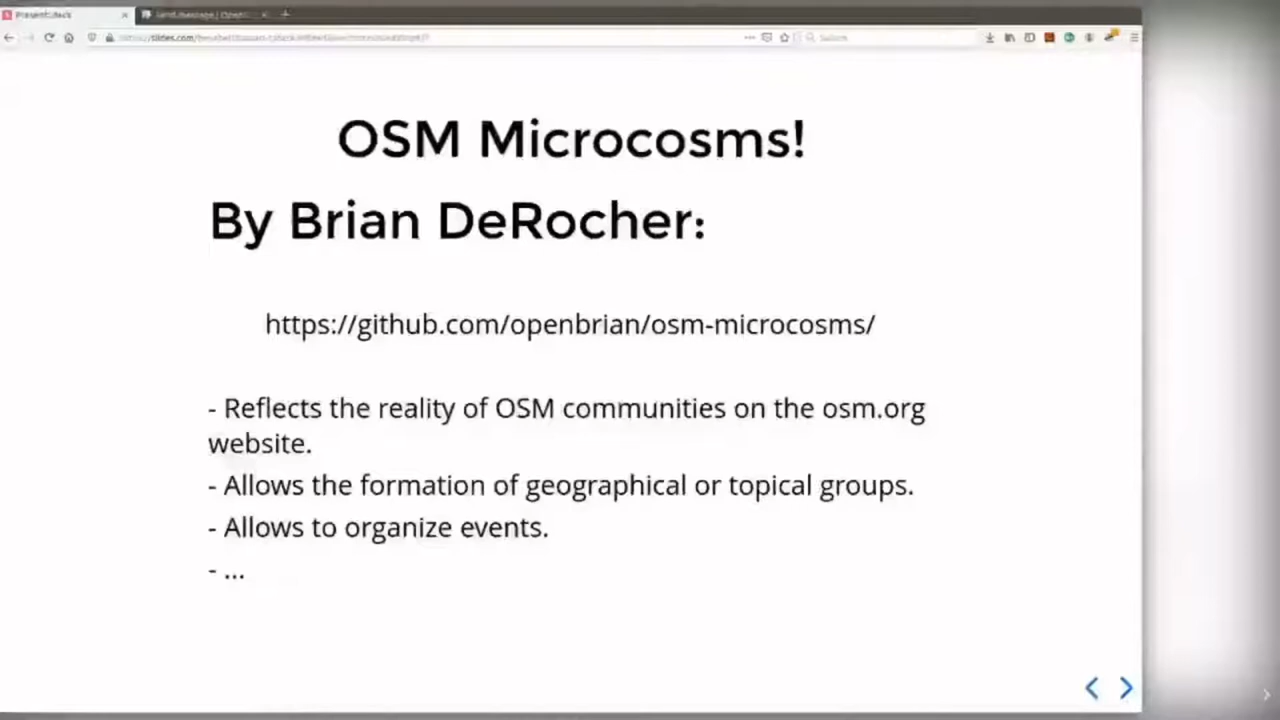 OSM Microcosms!
By Brian DeRocher:
https://github.com/openbrian/osm-microcosms/
- Reflects the reality of OSM communities on the osm.org
website.
- Allows the formation of geographical or topical groups.
- Allows to organize events.
- ...